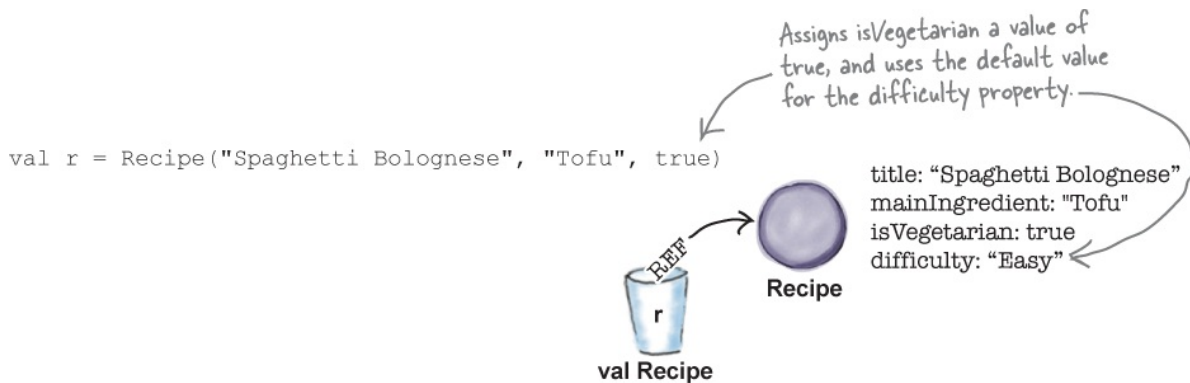 Assigns isVegetarian a value of
true, and uses the default value
for the difficulty property.
val r = Recipe("Spaghetti Bolognese", "Tofu", true)
title: “Spaghetti Bolognese”
mainIngredient: "Tofu"
isVegetarian: true
difficulty: “Easy”
REF
Recipe
r
val Recipe